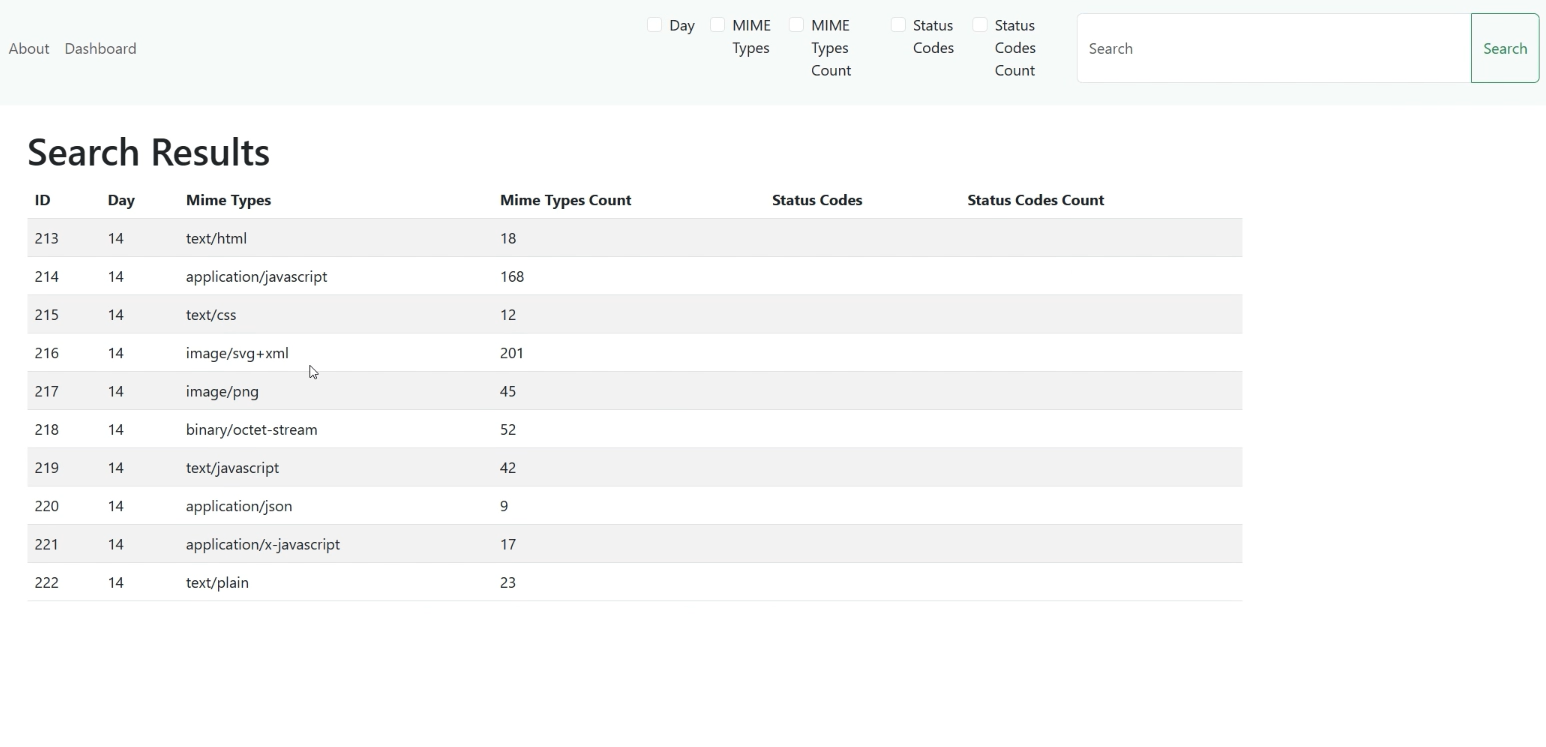 About Dashboard
Day
MIME Types
MIME Types Count
Status Codes
Status Codes Count
Search
Search
Search Results
ID Day Mime Types Mime Types Count Status Codes Status Codes Count
213 14 text/html 18
214 14 application/javascript 168
215 14 text/css 12
216 14 image/svg+xml 201
217 14 image/png 45
218 14 binary/octet-stream 52
219 14 text/javascript 42
220 14 application/json 9
221 14 application/x-javascript 17
222 14 text/plain 23